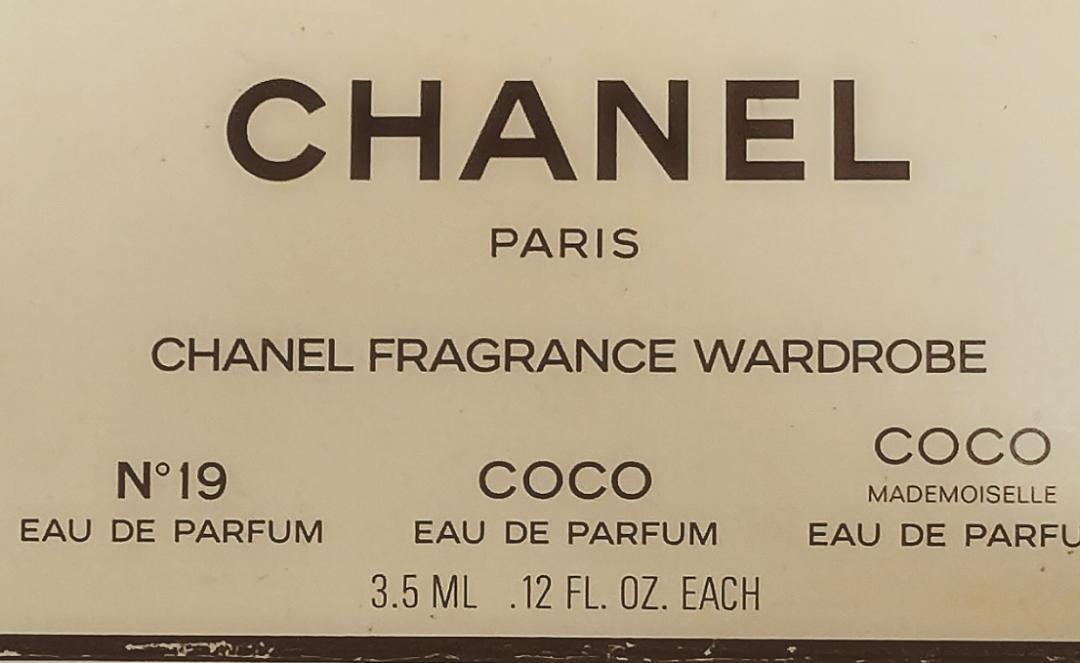 CHANEL
PARIS
CHANEL FRAGRANCE WARDROBE
N°19 COCO COCO
MADEMOISELLE
EAU DE PARFUM EAU DE PARFUM EAU DE PARFU
3.5 ML .12 FL. OZ. EACH